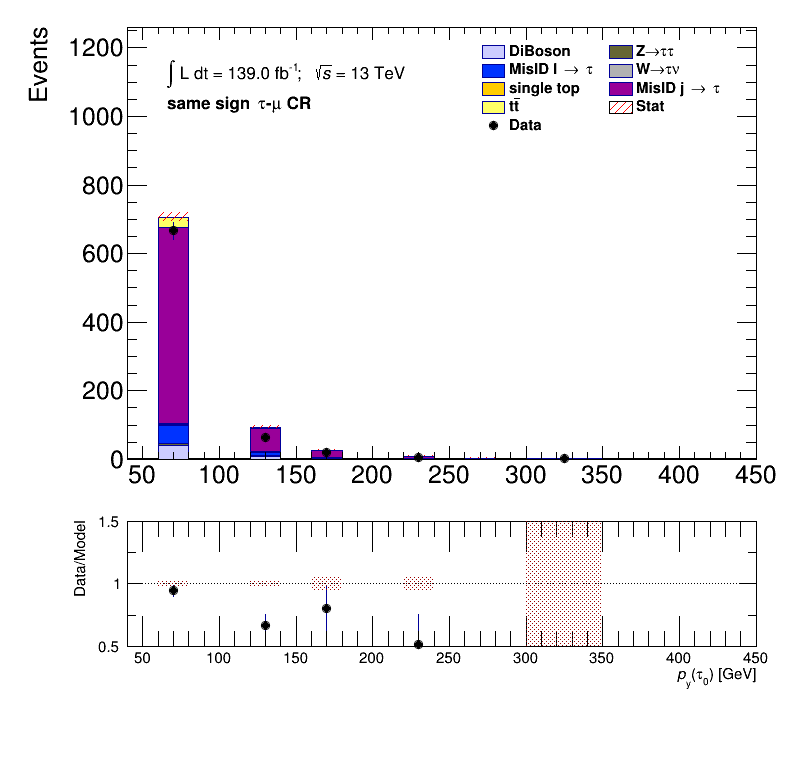 Events
1200
1000
800
600
400
200
0
∫ L dt = 139.0 fb⁻¹; √s = 13 TeV
same sign τ-μ CR
DiBoson
Z→ττ
MisID l → τ
W→τν
single top
MisID j → τ
tt̄
Stat
Data
50 100 150 200 250 300 350 400 450
Data/Model
1.5
1
0.5
50 100 150 200 250 300 350 400 450
p_y(τ₀) [GeV]